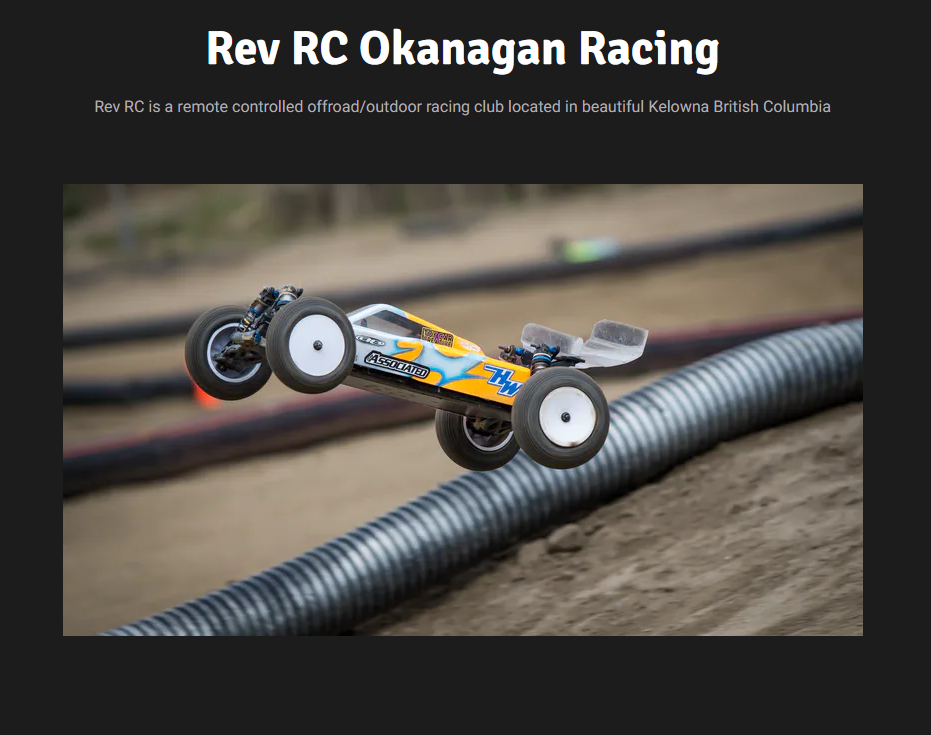 Rev RC Okanagan Racing
Rev RC is a remote controlled offroad/outdoor racing club located in beautiful Kelowna British Columbia
ASSOCIATED
HW